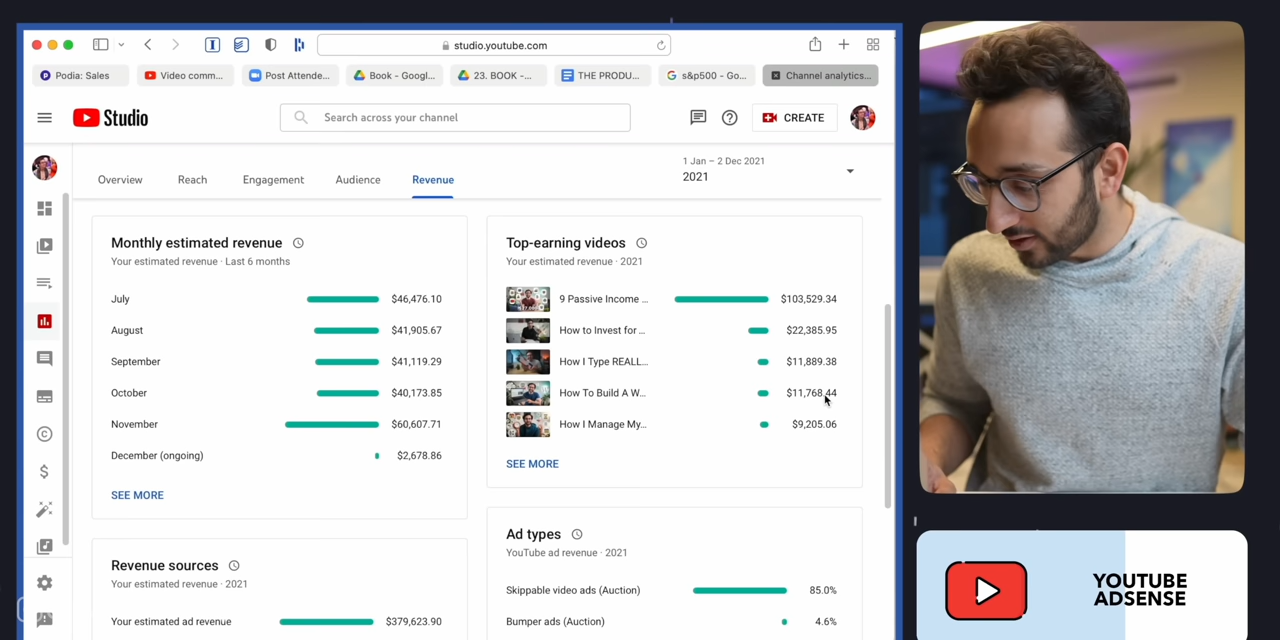 studio.youtube.com
Podia: Sales
Video comm...
Post Attende...
Book - Googl...
23. BOOK -...
THE PRODU...
s&p500 - Go...
Channel analytics...
Studio
Search across your channel
CREATE
Overview
Reach
Engagement
Audience
Revenue
1 Jan – 2 Dec 2021
2021
Monthly estimated revenue
Your estimated revenue · Last 6 months
July $46,476.10
August $41,905.67
September $41,119.29
October $40,173.85
November $60,607.71
December (ongoing) $2,678.86
SEE MORE
Top-earning videos
Your estimated revenue · 2021
9 Passive Income ... $103,529.34
How to Invest for ... $22,385.95
How I Type REALL... $11,889.38
How To Build A W... $11,768.44
How I Manage My... $9,205.06
SEE MORE
Revenue sources
Your estimated revenue · 2021
Your estimated ad revenue $379,623.90
Ad types
YouTube ad revenue · 2021
Skippable video ads (Auction) 85.0%
Bumper ads (Auction) 4.6%
YOUTUBE
ADSENSE